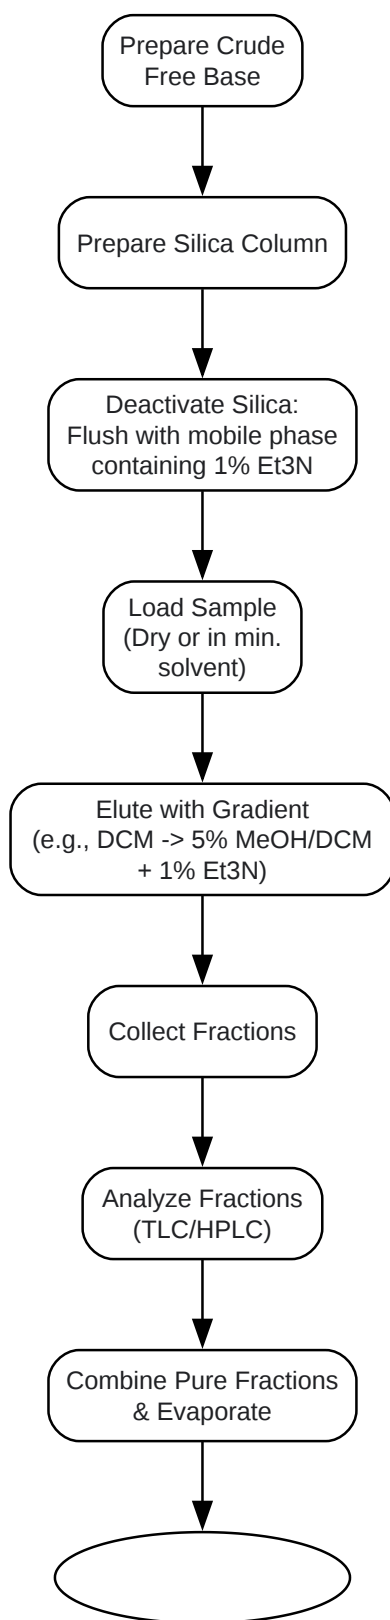 Prepare Crude
Free Base
Prepare Silica Column
Deactivate Silica:
Flush with mobile phase
containing 1% Et3N
Load Sample
(Dry or in min.
solvent)
Elute with Gradient
(e.g., DCM -> 5% MeOH/DCM
+ 1% Et3N)
Collect Fractions
Analyze Fractions
(TLC/HPLC)
Combine Pure Fractions
& Evaporate